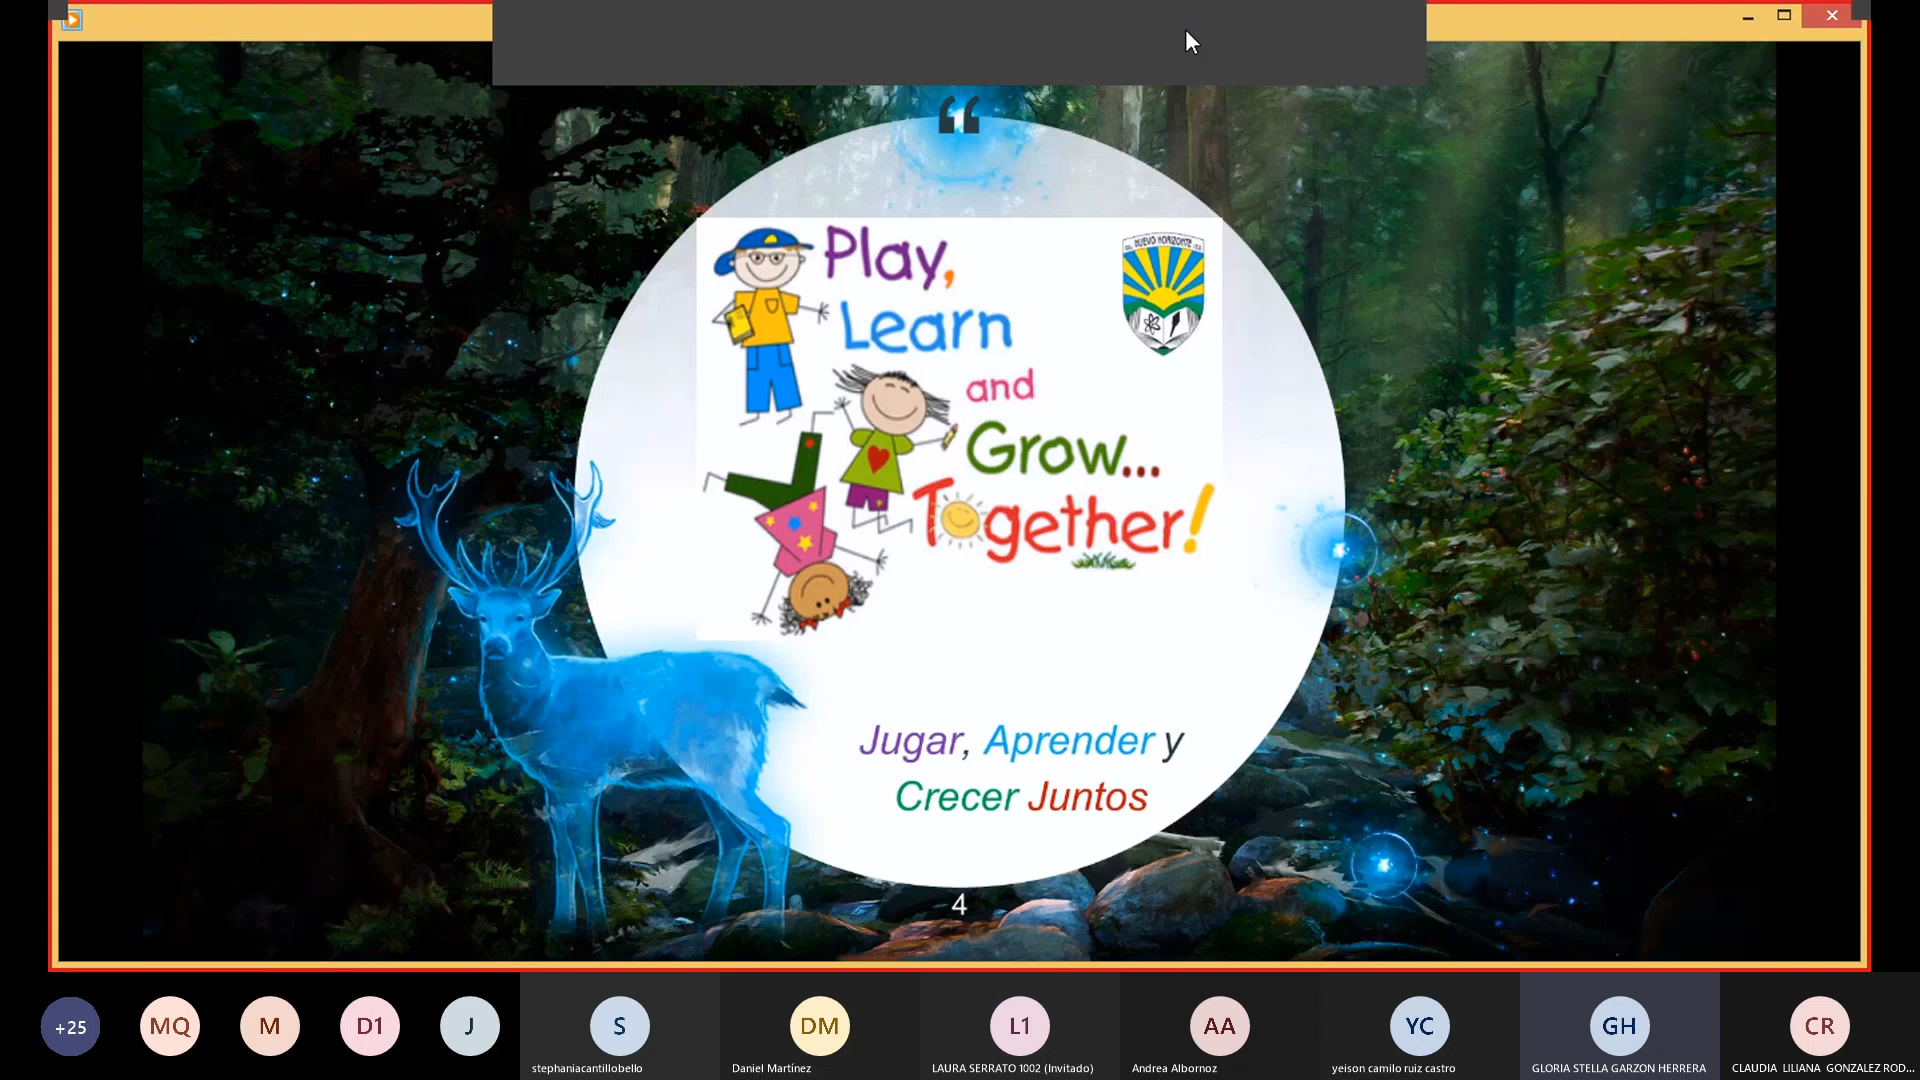 “
NUEVO HORIZONTE
Play,
Learn
and
Grow...
Together!
Jugar, Aprender y
Crecer Juntos
4
+25
MQ
M
D1
J
S
DM
L1
AA
YC
GH
CR
stephaniacantillobello
Daniel Martínez
LAURA SERRATO 1002 (Invitado)
Andrea Albornoz
yeison camilo ruiz castro
GLORIA STELLA GARZON HERRERA
CLAUDIA LILIANA GONZALEZ ROD...